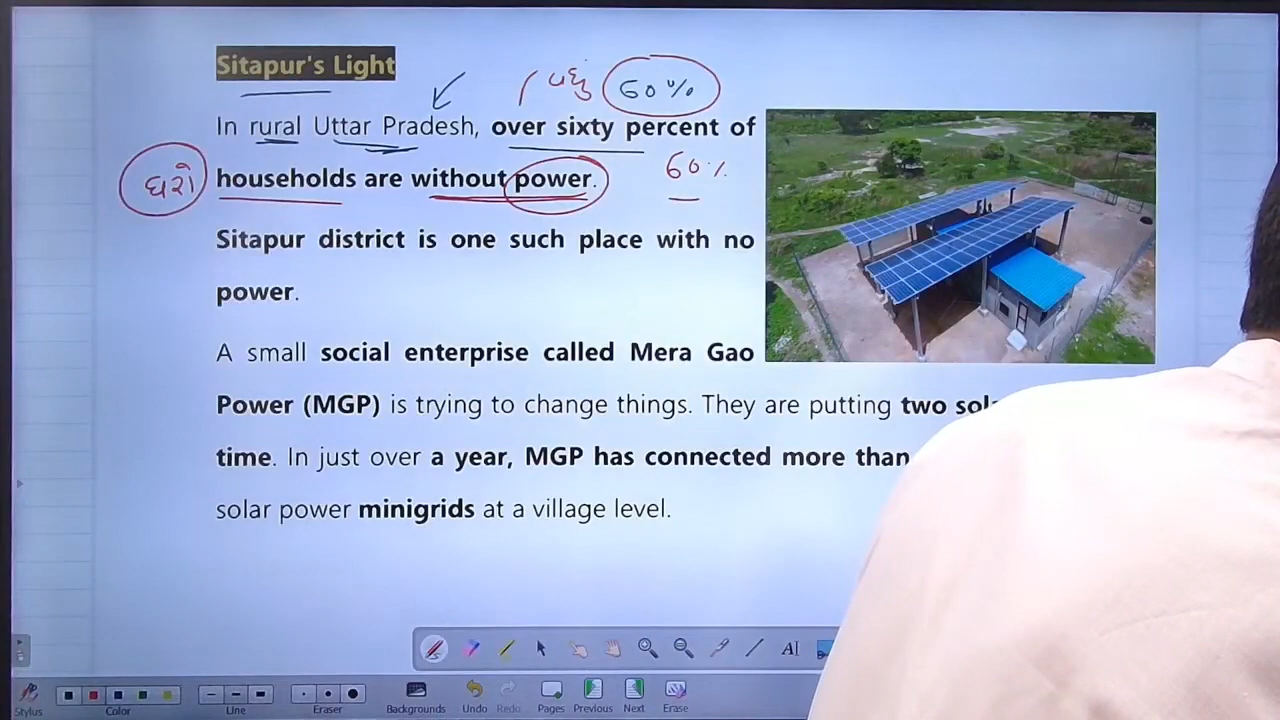 Sitapur's Light
60%
In rural Uttar Pradesh, over sixty percent of
ઘરો households are without power. 60%
Sitapur district is one such place with no
power.
A small social enterprise called Mera Gao
Power (MGP) is trying to change things. They are putting two
time. In just over a year, MGP has connected more than
solar power minigrids at a village level.
AI
Stylus Color Line Eraser Backgrounds Undo Redo Pages Previous Next Erase